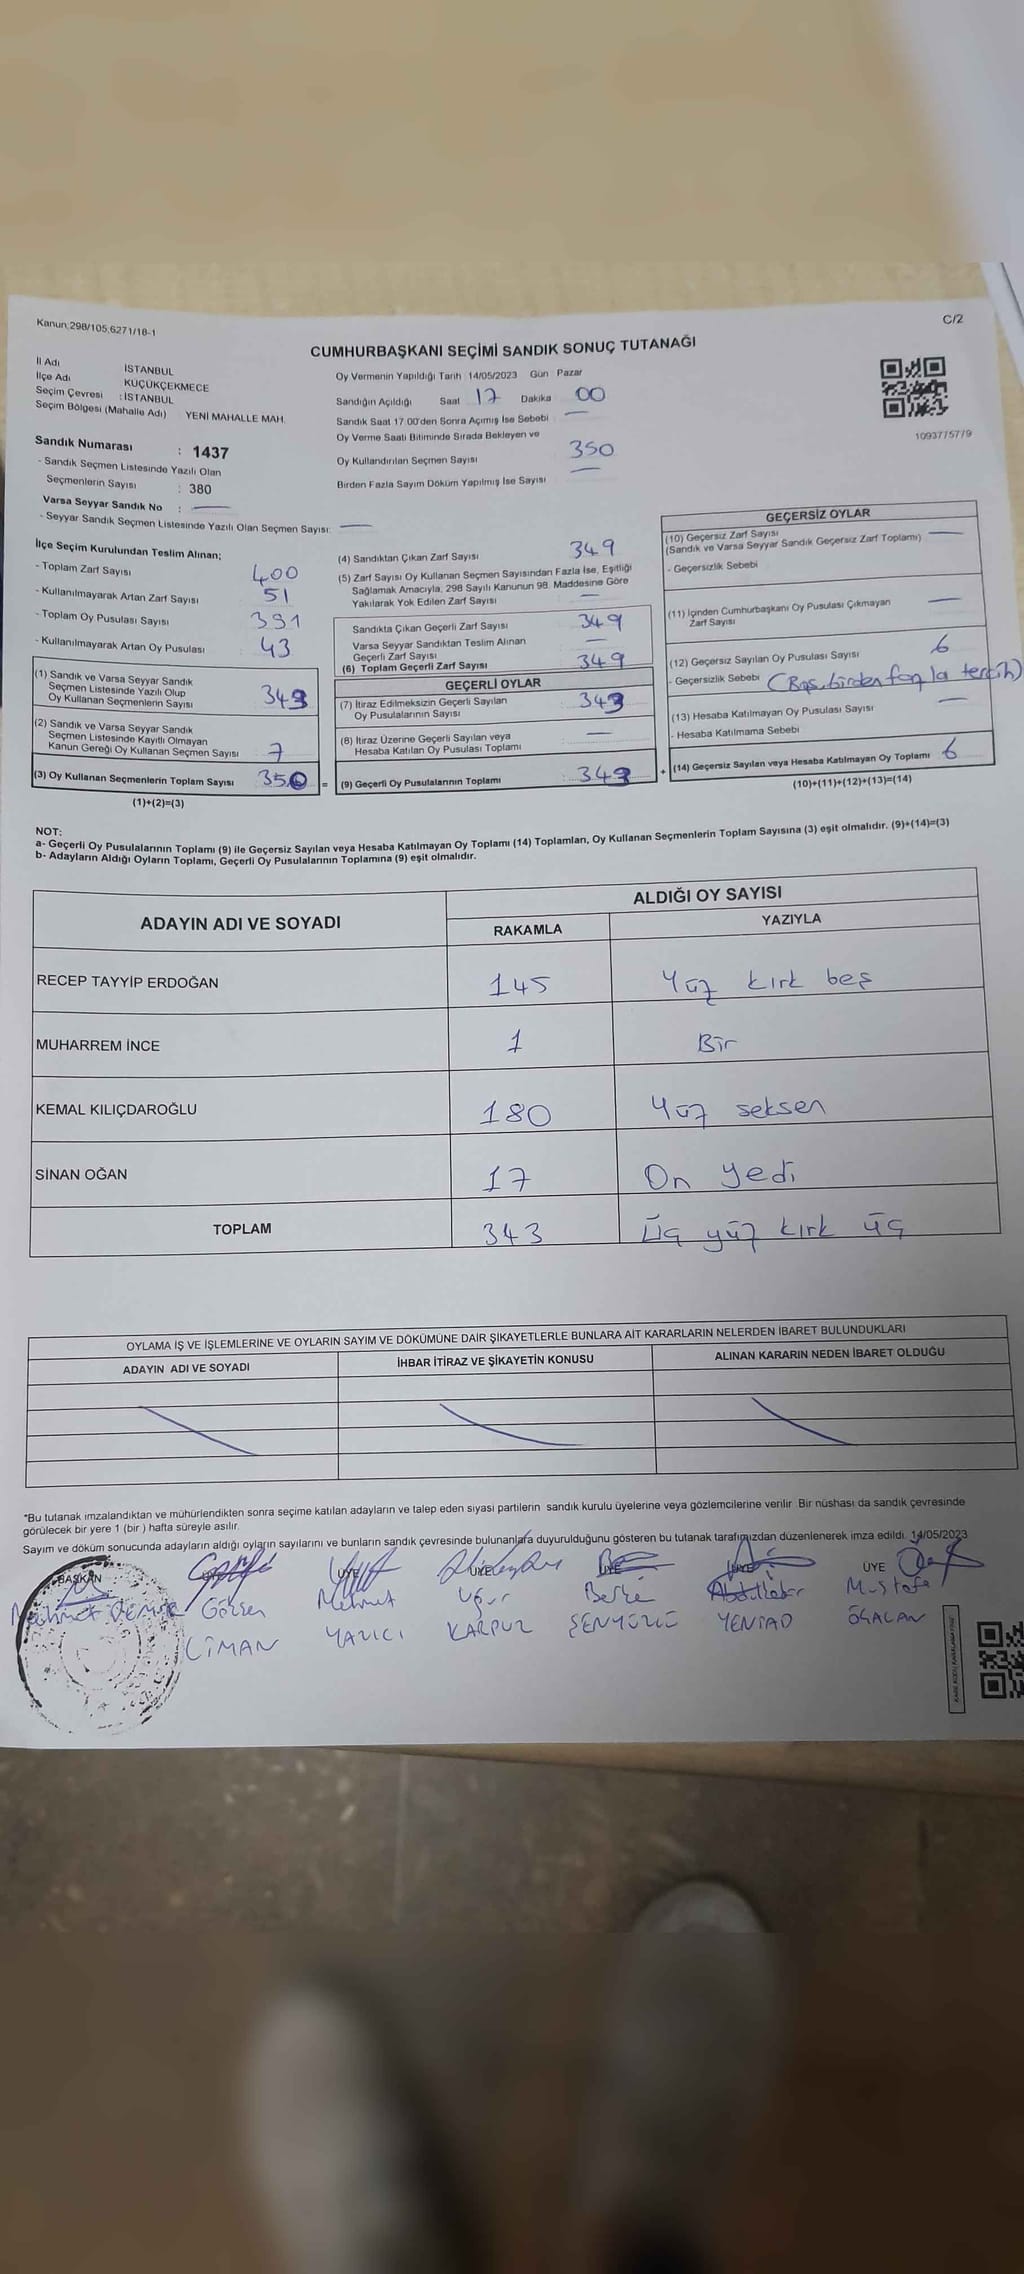 Kanun:298/105,6271/18-1
C/2
CUMHURBAŞKANI SEÇİMİ SANDIK SONUÇ TUTANAĞI
İl Adı İSTANBUL
İlçe Adı KÜÇÜKÇEKMECE
Seçim Çevresi : İSTANBUL
Seçim Bölgesi (Mahalle Adı) YENİ MAHALLE MAH.
Sandık Numarası : 1437
- Sandık Seçmen Listesinde Yazılı Olan
Seçmenlerin Sayısı : 380
Varsa Seyyar Sandık No : —
- Seyyar Sandık Seçmen Listesinde Yazılı Olan Seçmen Sayısı: —
Oy Vermenin Yapıldığı Tarih 14/05/2023 Gün Pazar
Sandığın Açıldığı Saat 17 Dakika 00
Sandık Saat 17.00'den Sonra Açımış İse Sebebi —
Oy Verme Saati Bitiminde Sırada Bekleyen ve
Oy Kullandırılan Seçmen Sayısı 350
Birden Fazla Sayım Döküm Yapılmış İse Sayısı —
1093775779
İlçe Seçim Kurulundan Teslim Alınan;
- Toplam Zarf Sayısı 400
- Kullanılmayarak Artan Zarf Sayısı 51
- Toplam Oy Pusulası Sayısı 391
- Kullanılmayarak Artan Oy Pusulası 43
(1) Sandık ve Varsa Seyyar Sandık
Seçmen Listesinde Yazılı Olup
Oy Kullanan Seçmenlerin Sayısı 343
(2) Sandık ve Varsa Seyyar Sandık
Seçmen Listesinde Kayıtlı Olmayan
Kanun Gereği Oy Kullanan Seçmen Sayısı 7
(3) Oy Kullanan Seçmenlerin Toplam Sayısı 350 =
(1)+(2)=(3)
(4) Sandıktan Çıkan Zarf Sayısı 349
(5) Zarf Sayısı Oy Kullanan Seçmen Sayısından Fazla İse, Eşitliği
Sağlamak Amacıyla, 298 Sayılı Kanunun 98. Maddesine Göre
Yakılarak Yok Edilen Zarf Sayısı —
Sandıkta Çıkan Geçerli Zarf Sayısı 349
Varsa Seyyar Sandıktan Teslim Alınan
Geçerli Zarf Sayısı —
(6) Toplam Geçerli Zarf Sayısı 349
GEÇERLİ OYLAR
(7) İtiraz Edilmeksizin Geçerli Sayılan
Oy Pusulalarının Sayısı : 343
(8) İtiraz Üzerine Geçerli Sayılan veya
Hesaba Katılan Oy Pusulası Toplamı —
(9) Geçerli Oy Pusulalarının Toplamı : 343 +
GEÇERSİZ OYLAR
(10) Geçersiz Zarf Sayısı
(Sandık ve Varsa Seyyar Sandık Geçersiz Zarf Toplamı) —
- Geçersizlik Sebebi
(11) İçinden Cumhurbaşkanı Oy Pusulası Çıkmayan
Zarf Sayısı —
(12) Geçersiz Sayılan Oy Pusulası Sayısı 6
- Geçersizlik Sebebi (birden fazla tercih)
(13) Hesaba Katılmayan Oy Pusulası Sayısı —
- Hesaba Katılmama Sebebi
(14) Geçersiz Sayılan veya Hesaba Katılmayan Oy Toplamı 6
(10)+(11)+(12)+(13)=(14)
NOT:
a- Geçerli Oy Pusulalarının Toplamı (9) ile Geçersiz Sayılan veya Hesaba Katılmayan Oy Toplamı (14) Toplamları, Oy Kullanan Seçmenlerin Toplam Sayısına (3) eşit olmalıdır. (9)+(14)=(3)
b- Adayların Aldığı Oyların Toplamı, Geçerli Oy Pusulalarının Toplamına (9) eşit olmalıdır.
ADAYIN ADI VE SOYADI
ALDIĞI OY SAYISI
RAKAMLA YAZIYLA
RECEP TAYYİP ERDOĞAN 145 Yüz kırk beş
MUHARREM İNCE 1 Bir
KEMAL KILIÇDAROĞLU 180 Yüz seksen
SİNAN OĞAN 17 On yedi
TOPLAM 343 Üç yüz kırk üç
OYLAMA İŞ VE İŞLEMLERİNE VE OYLARIN SAYIM VE DÖKÜMÜNE DAİR ŞİKAYETLERLE BUNLARA AİT KARARLARIN NELERDEN İBARET BULUNDUKLARI
ADAYIN ADI VE SOYADI İHBAR İTİRAZ VE ŞİKAYETİN KONUSU ALINAN KARARIN NEDEN İBARET OLDUĞU
*Bu tutanak imzalandıktan ve mühürlendikten sonra seçime katılan adayların ve talep eden siyasi partilerin sandık kurulu üyelerine veya gözlemcilerine verilir Bir nüshası da sandık çevresinde
görülecek bir yere 1 (bir) hafta süreyle asılır.
Sayım ve döküm sonucunda adayların aldığı oyların sayılarını ve bunların sandık çevresinde bulunanlara duyurulduğunu gösteren bu tutanak tarafımızdan düzenlenerek imza edildi. 14/05/2023
BAŞKAN ÜYE ÜYE ÜYE ÜYE ÜYE
Mehmet DEMİR Gökşen Mehmet Uğur Berke Mustafa
LİMAN YAZICI KARPUZ ŞENYÜZLÜ YENİAD